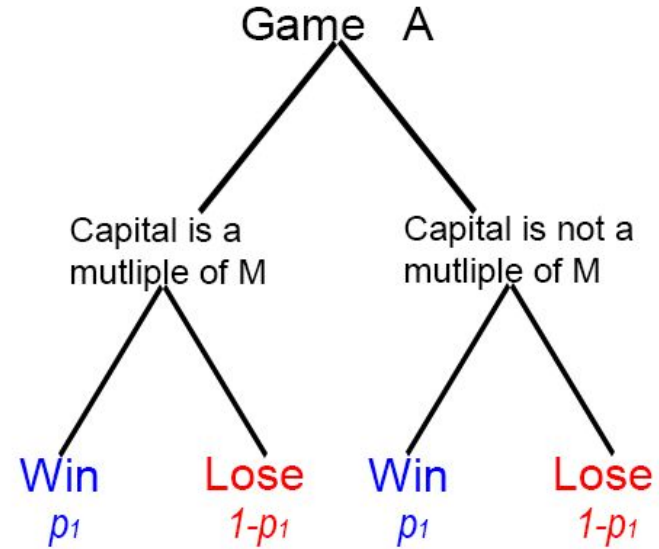 Game A
Capital is a
mutliple of M
Capital is not a
mutliple of M
Win
Lose
Win
Lose
p1
1-p1
p1
1-p1